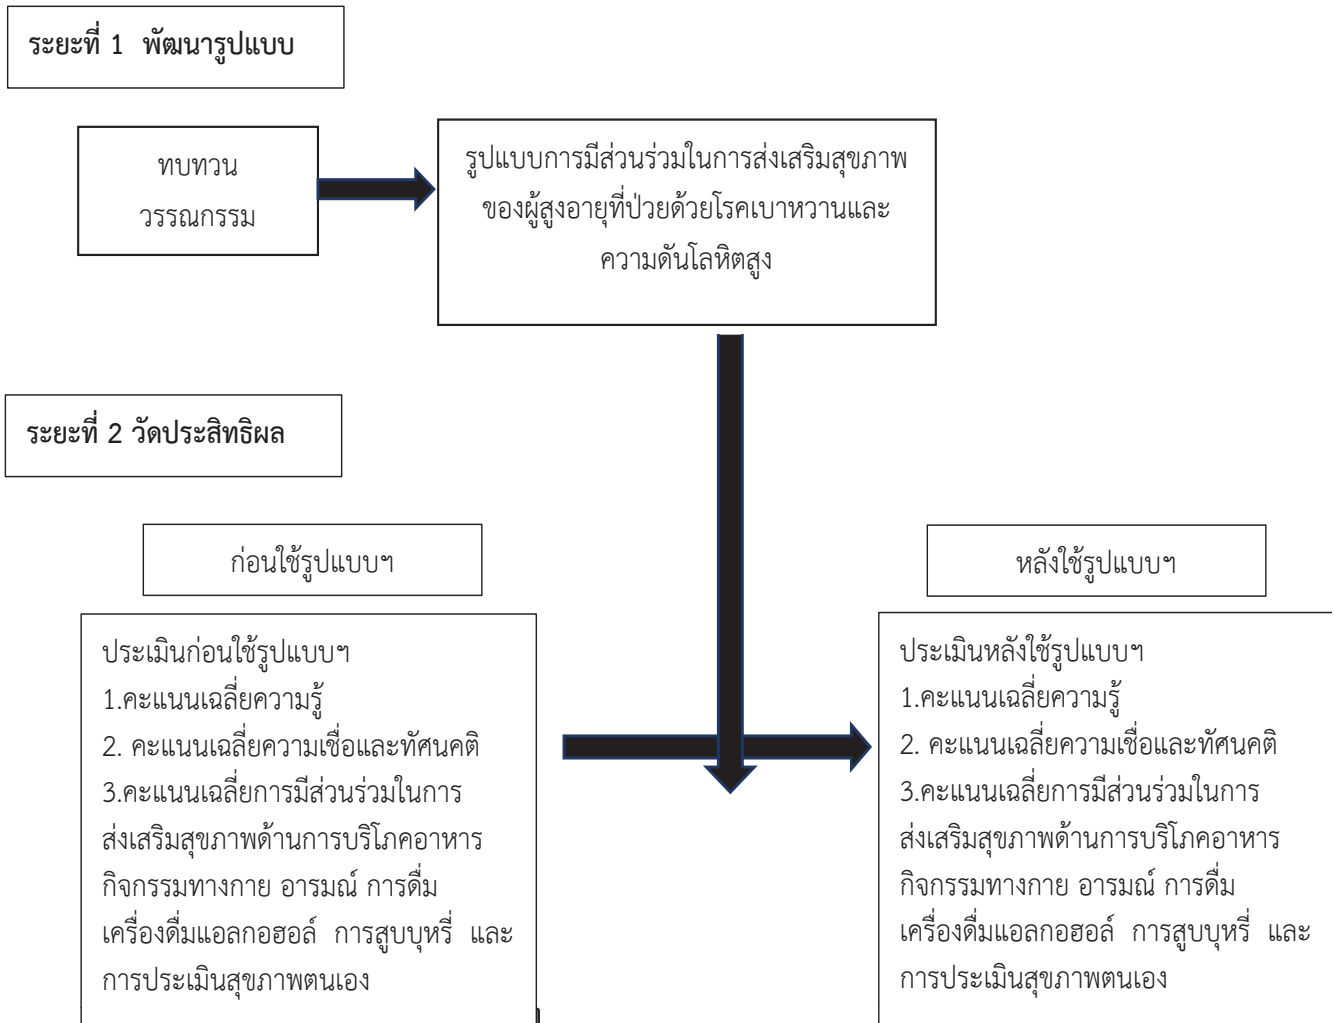 ระยะที่ 1  พัฒนารูปแบบ
ทบทวน
วรรณกรรม
รูปแบบการมีส่วนร่วมในการส่งเสริมสุขภาพ
ของผู้สูงอายุที่ป่วยด้วยโรคเบาหวานและ
ความดันโลหิตสูง
ระยะที่ 2 วัดประสิทธิผล
ก่อนใช้รูปแบบฯ
ประเมินก่อนใช้รูปแบบฯ
1.คะแนนเฉลี่ยความรู้
2. คะแนนเฉลี่ยความเชื่อและทัศนคติ
3.คะแนนเฉลี่ยการมีส่วนร่วมในการ
ส่งเสริมสุขภาพด้านการบริโภคอาหาร
กิจกรรมทางกาย อารมณ์ การดื่ม
เครื่องดื่มแอลกอฮอล์ การสูบบุหรี่ และ
การประเมินสุขภาพตนเอง
หลังใช้รูปแบบฯ
ประเมินหลังใช้รูปแบบฯ
1.คะแนนเฉลี่ยความรู้
2. คะแนนเฉลี่ยความเชื่อและทัศนคติ
3.คะแนนเฉลี่ยการมีส่วนร่วมในการ
ส่งเสริมสุขภาพด้านการบริโภคอาหาร
กิจกรรมทางกาย อารมณ์ การดื่ม
เครื่องดื่มแอลกอฮอล์ การสูบบุหรี่ และ
การประเมินสุขภาพตนเอง